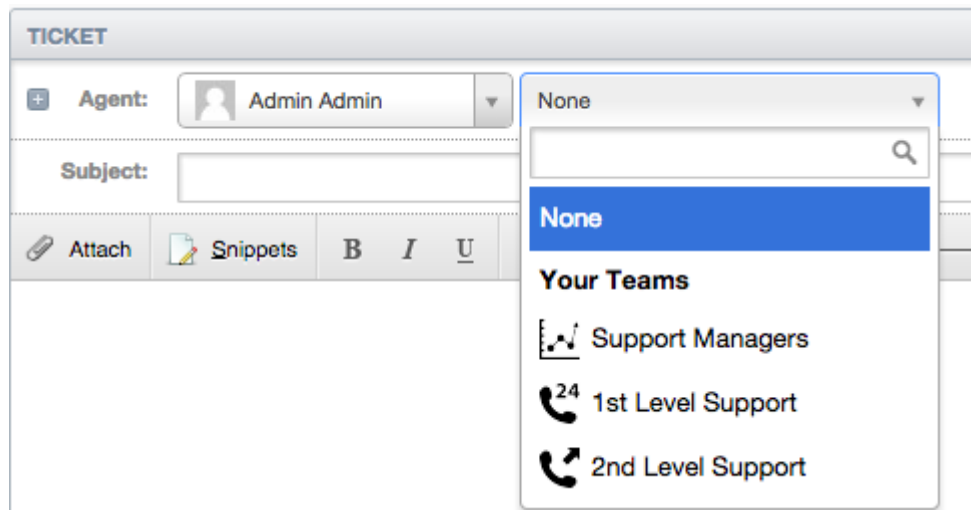 TICKET
Agent: Admin Admin None
Subject:
None
Attach Snippets B I U
Your Teams
Support Managers
24 1st Level Support
2nd Level Support